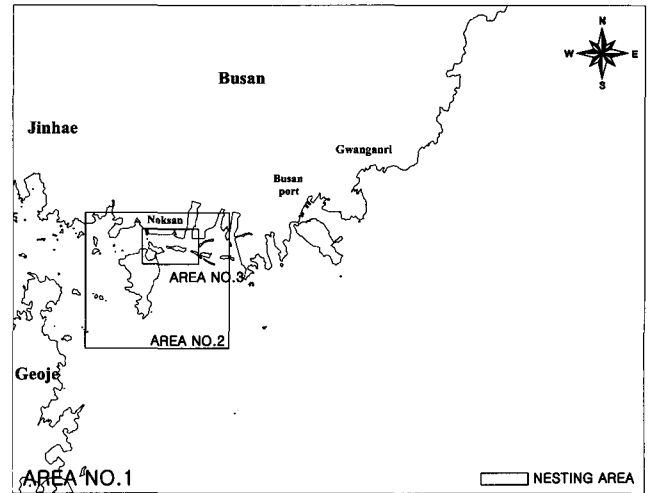 N
W E
S
Busan
Jinhae
Gwanganri
Busan
port
Noksan
AREA NO.3
AREA NO.2
Geoje
AREA NO.1
NESTING AREA